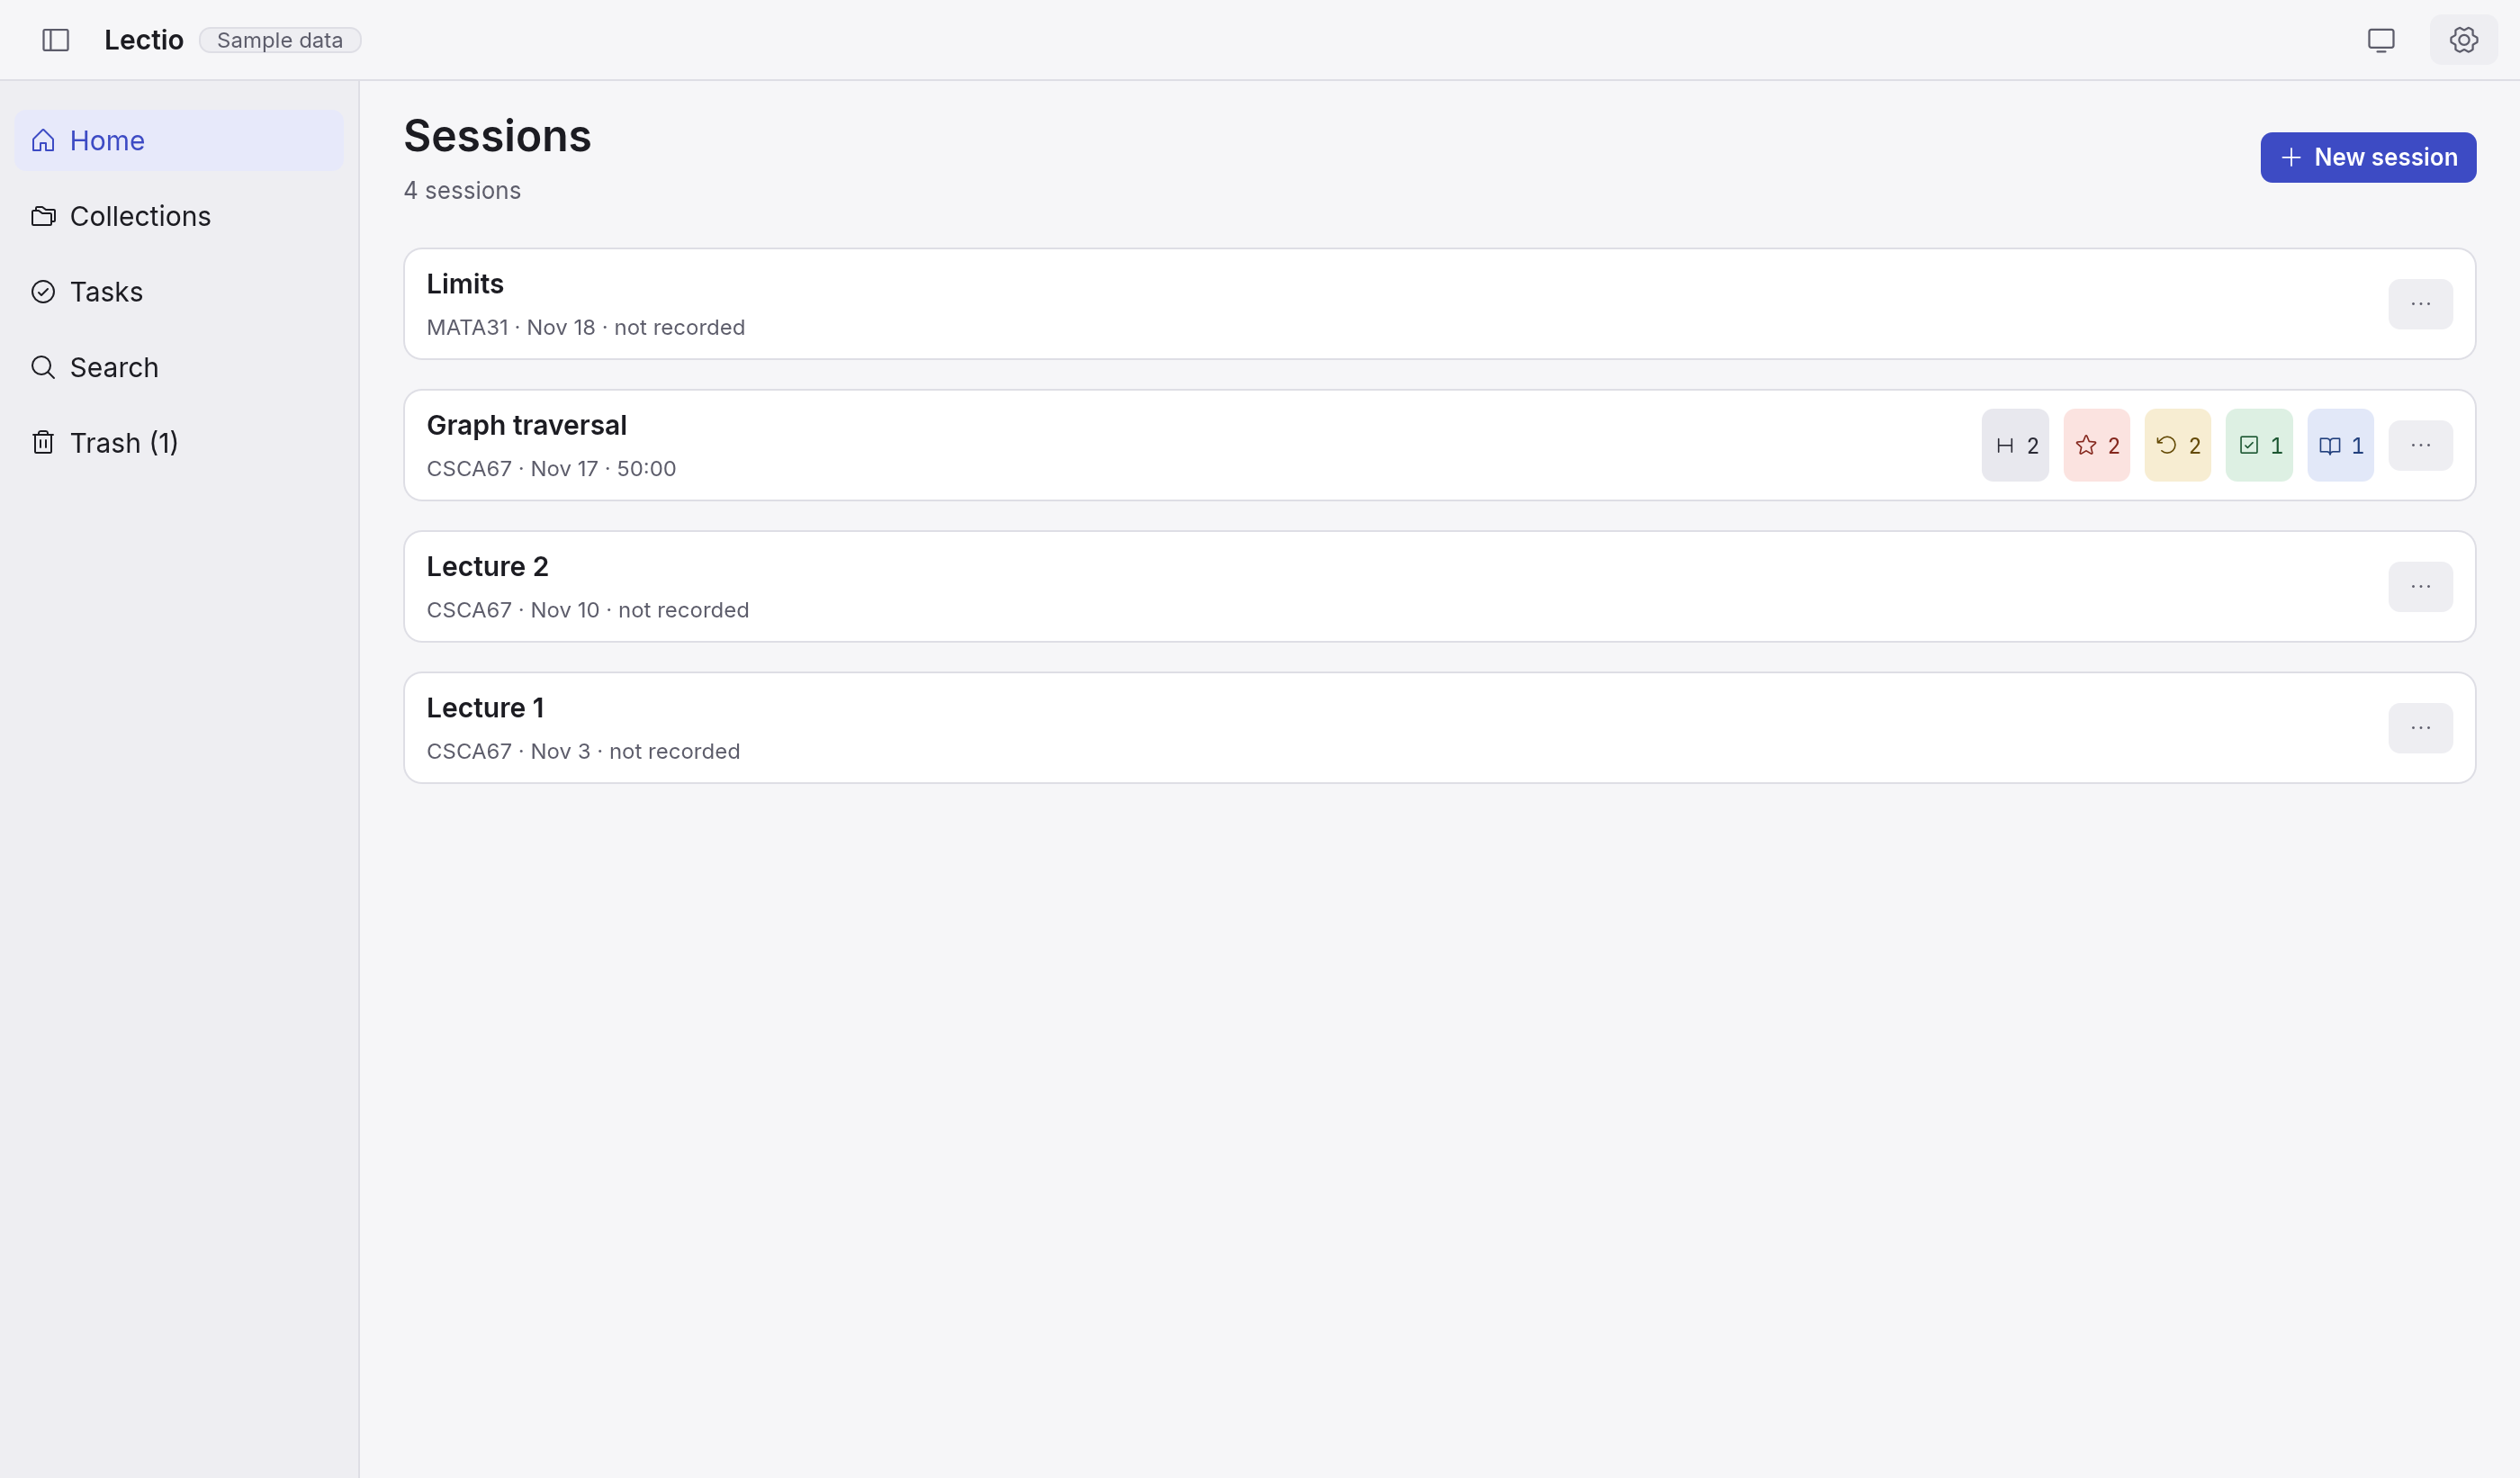 Lectio Sample data
Home
Collections
Tasks
Search
Trash (1)
Sessions
4 sessions
New session
Limits
MATA31 · Nov 18 · not recorded
...
Graph traversal
CSCA67 · Nov 17 · 50:00
2 2 2 1 1 ...
Lecture 2
CSCA67 · Nov 10 · not recorded
...
Lecture 1
CSCA67 · Nov 3 · not recorded
...